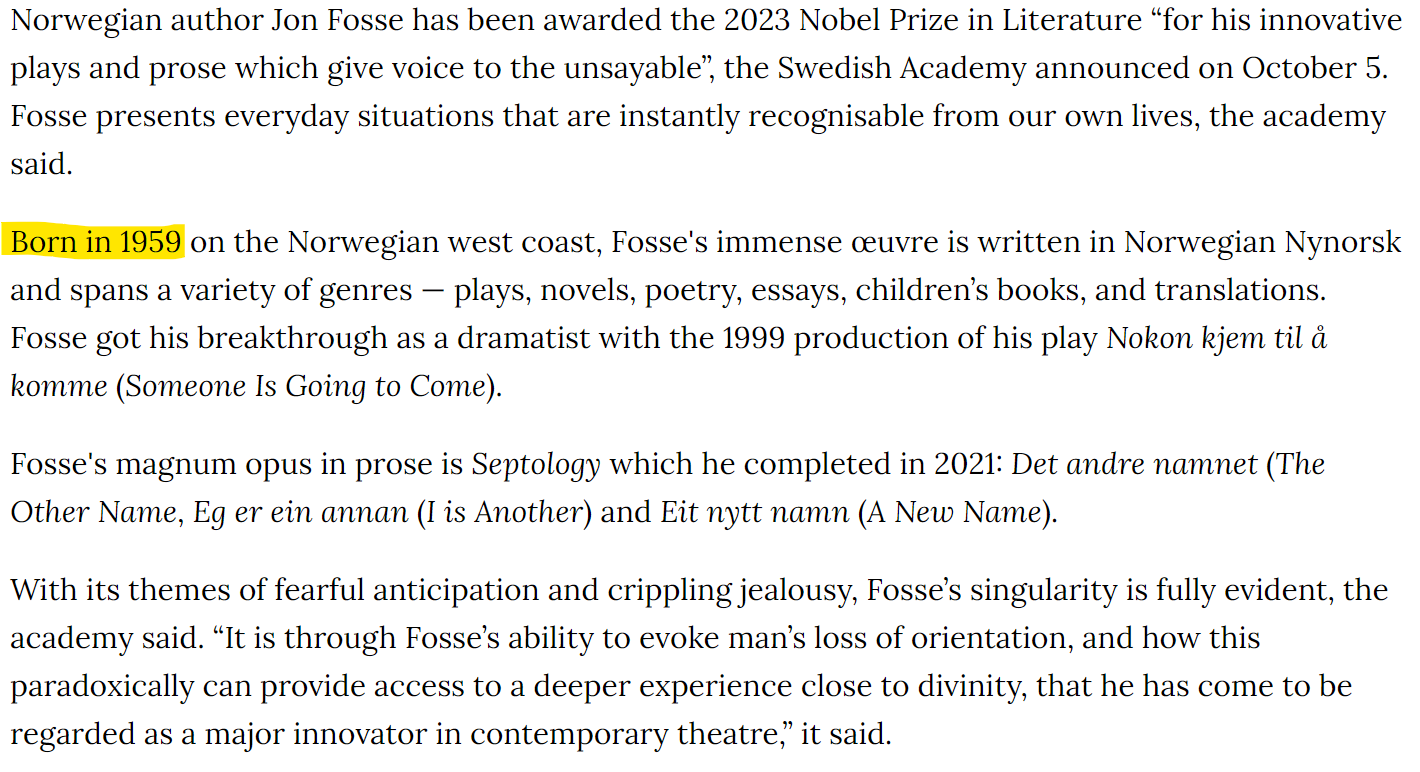 Norwegian author Jon Fosse has been awarded the 2023 Nobel Prize in Literature “for his innovative
plays and prose which give voice to the unsayable”, the Swedish Academy announced on October 5.
Fosse presents everyday situations that are instantly recognisable from our own lives, the academy
said.
Born in 1959 on the Norwegian west coast, Fosse's immense œuvre is written in Norwegian Nynorsk
and spans a variety of genres — plays, novels, poetry, essays, children’s books, and translations.
Fosse got his breakthrough as a dramatist with the 1999 production of his play Nokon kjem til å
komme (Someone Is Going to Come).
Fosse's magnum opus in prose is Septology which he completed in 2021: Det andre namnet (The
Other Name, Eg er ein annan (I is Another) and Eit nytt namn (A New Name).
With its themes of fearful anticipation and crippling jealousy, Fosse’s singularity is fully evident, the
academy said. “It is through Fosse’s ability to evoke man’s loss of orientation, and how this
paradoxically can provide access to a deeper experience close to divinity, that he has come to be
regarded as a major innovator in contemporary theatre,” it said.